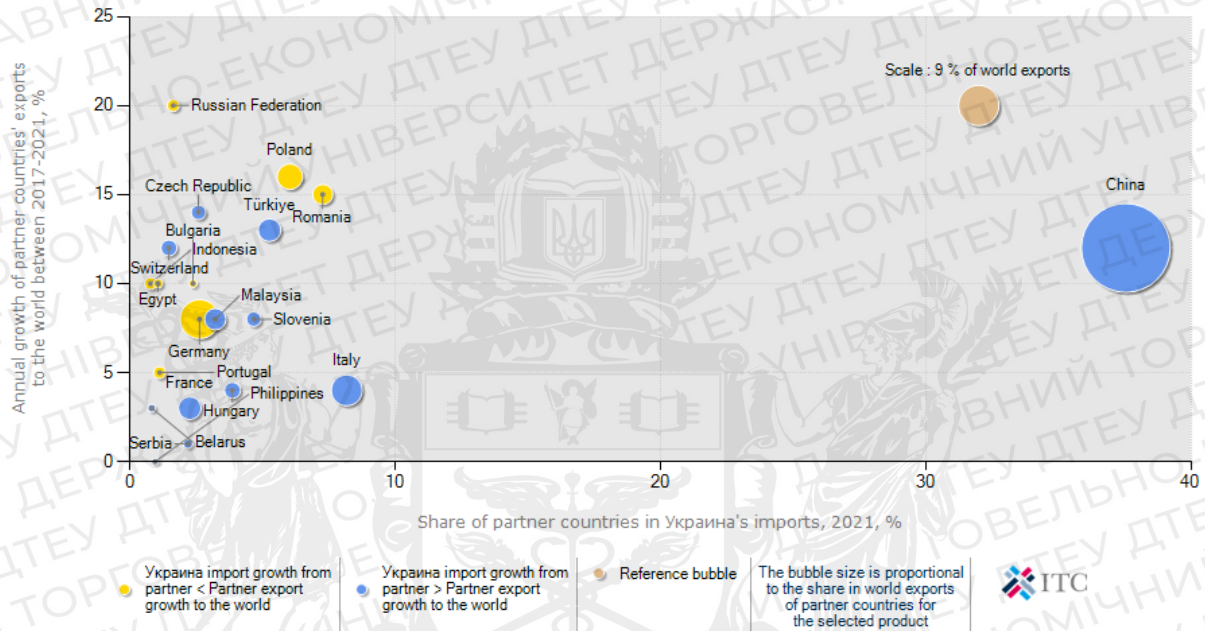 25
20
15
10
5
0
Annual growth of partner countries' exports
to the world between 2017-2021, %
Scale : 9 % of world exports
Russian Federation
Poland
China
Czech Republic
Türkiye
Romania
Bulgaria
Indonesia
Switzerland
Egypt
Malaysia
Slovenia
Germany
Italy
Portugal
France
Philippines
Hungary
Serbia
Belarus
0
10
20
30
40
Share of partner countries in Украина's imports, 2021, %
Украина import growth from
partner < Partner export
growth to the world
Украина import growth from
partner > Partner export
growth to the world
Reference bubble
The bubble size is proportional
to the share in world exports
of partner countries for
the selected product
ITC